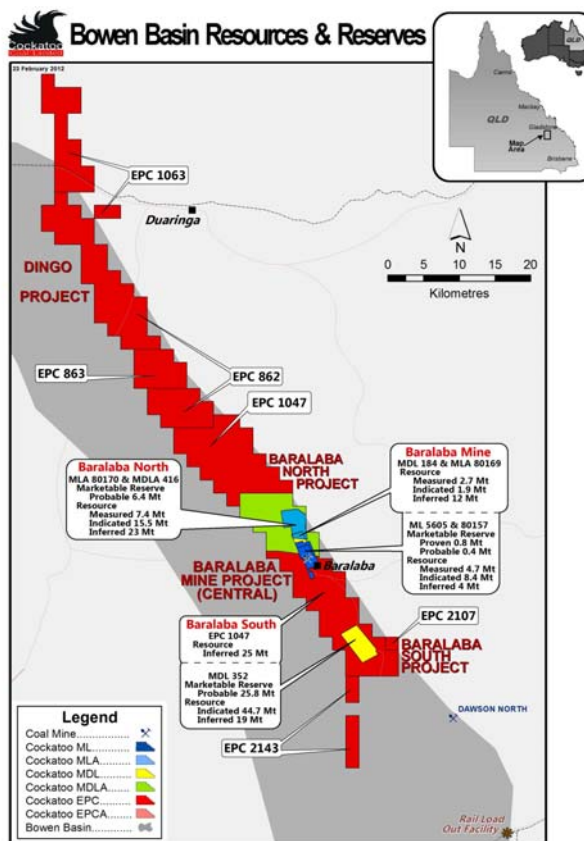 Cockatoo
Bowen Basin Resources & Reserves
23 February 2012
Cairns
Mackay
QLD
QLD
Gladstone
Map
Area
Brisbane
EPC 1063
Duaringa
N
0 5 10 15 20
Kilometres
DINGO
PROJECT
EPC 863
EPC 862
EPC 1047
BARALABA
NORTH
PROJECT
Baralaba North
MLA 80170 & MDLA 416
Marketable Reserve
Probable 6.4 Mt
Resource
Measured 7.4 Mt
Indicated 15.5 Mt
Inferred 23 Mt
Baralaba Mine
MDL 184 & MLA 80169
Resource
Measured 2.7 Mt
Indicated 1.9 Mt
Inferred 12 Mt
ML 5605 & 80157
Marketable Reserve
Proven 0.8 Mt
Probable 0.4 Mt
Resource
Measured 4.7 Mt
Indicated 8.4 Mt
Inferred 4 Mt
Baralaba
BARALABA
MINE PROJECT
(CENTRAL)
Baralaba South
EPC 1047
Resource
Inferred 25 Mt
MDL 352
Marketable Reserve
Probable 25.8 Mt
Resource
Indicated 44.7 Mt
Inferred 19 Mt
EPC 2107
BARALABA
SOUTH
PROJECT
EPC 2143
DAWSON NORTH
Rail Load
Out Facility
Legend
Coal Mine
Cockatoo ML
Cockatoo MLA
Cockatoo MDL
Cockatoo MDLA
Cockatoo EPC
Cockatoo EPCA
Bowen Basin